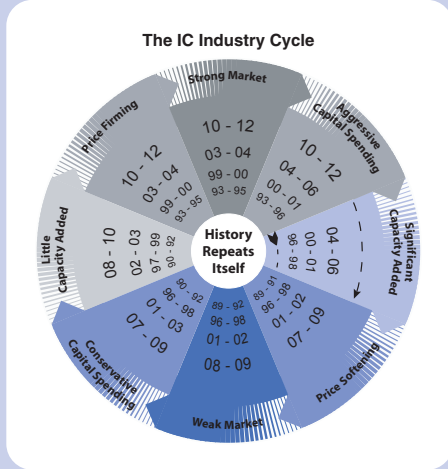 The IC Industry Cycle
Strong Market
10 - 12
03 - 04
99 - 00
93 - 95
Aggressive
Capital Spending
10 - 12
04 - 06
00 - 01
93 - 96
Significant
Capacity Added
04 - 06
00 - 01
96 - 98
Price Softening
07 - 09
01 - 02
96 - 98
89 - 91
Weak Market
89 - 92
96 - 98
01 - 02
08 - 09
Conservative
Capital Spending
90 - 92
96 - 98
01 - 03
07 - 09
Little
Capacity Added
08 - 10
02 - 03
97 - 99
90 - 92
Price Firming
10 - 12
03 - 04
99 - 00
93 - 95
History
Repeats
Itself